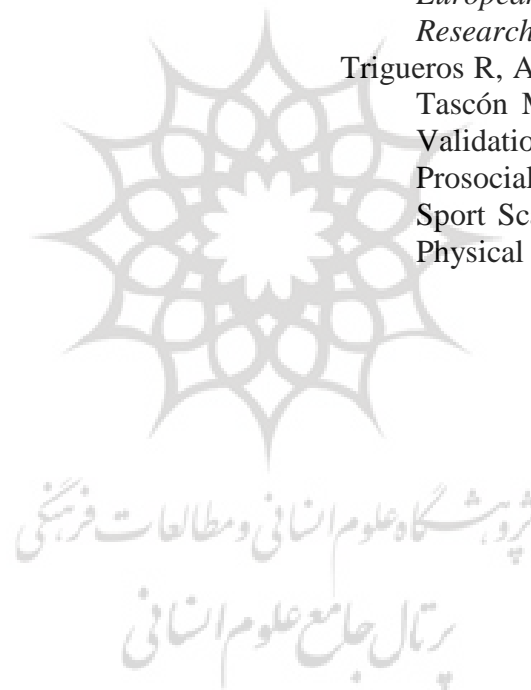 European
Research
Trigueros R, A
Tascón M
Validatio
Prosocial
Sport Sc
Physical
پژوهشگاه علوم انسانی و مطالعات فرهنگی
پرتال جامع علوم انسانی